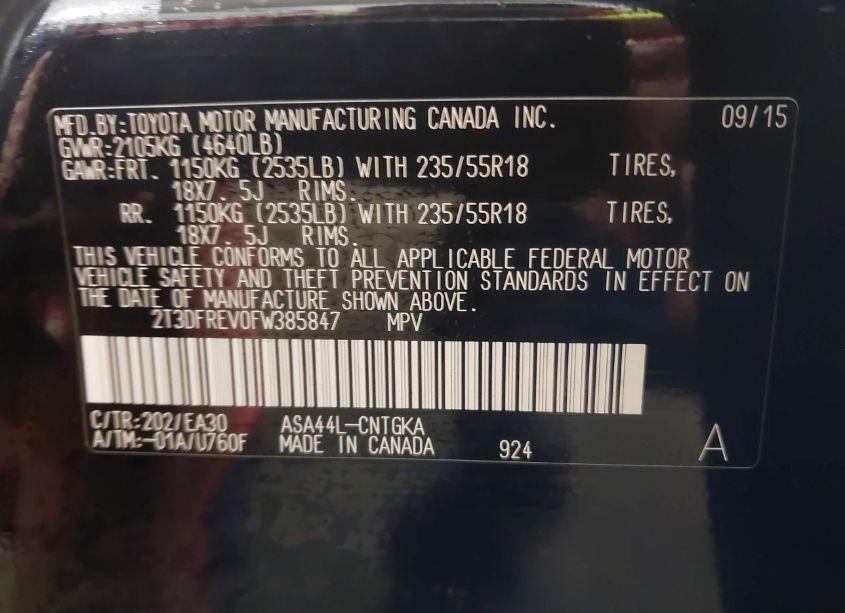 MFD.BY:TOYOTA MOTOR MANUFACTURING CANADA INC. 09/15
GVWR:2105KG (4640LB)
GAWR:FRT. 1150KG (2535LB) WITH 235/55R18 TIRES,
18X7. 5J RIMS.
RR. 1150KG (2535LB) WITH 235/55R18 TIRES,
18X7. 5J RIMS.
THIS VEHICLE CONFORMS TO ALL APPLICABLE FEDERAL MOTOR
VEHICLE SAFETY AND THEFT PREVENTION STANDARDS IN EFFECT ON
THE DATE OF MANUFACTURE SHOWN ABOVE.
2T3DFREV0FW385847 MPV
C/TR:202/EA30 ASA44L-CNTGKA
A/TM:-01A/U760F MADE IN CANADA 924 A